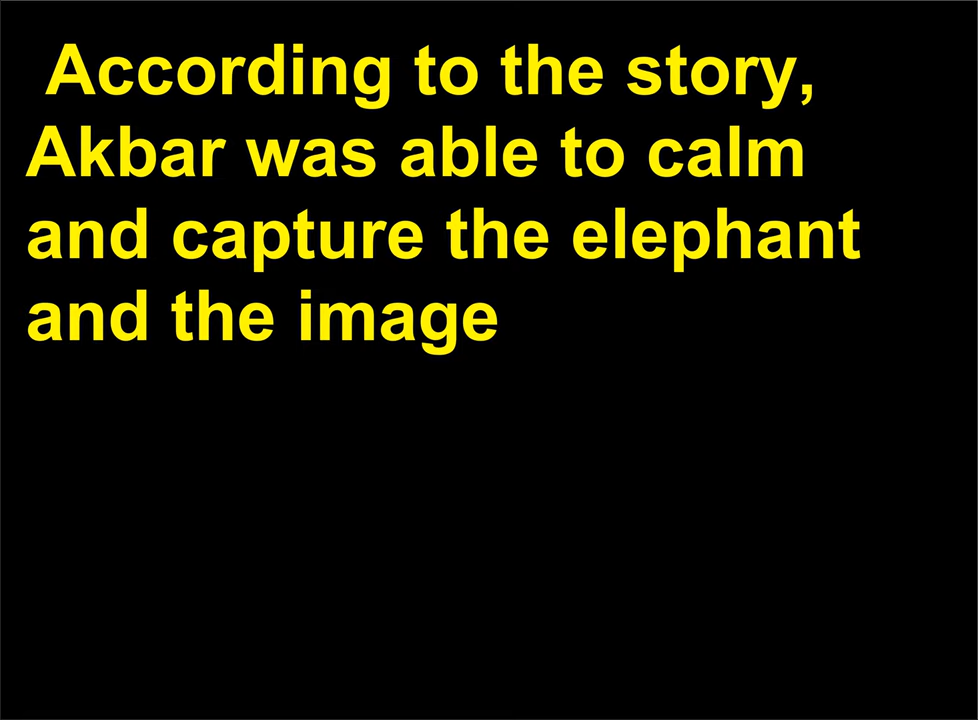 According to the story,
Akbar was able to calm
and capture the elephant
and the image